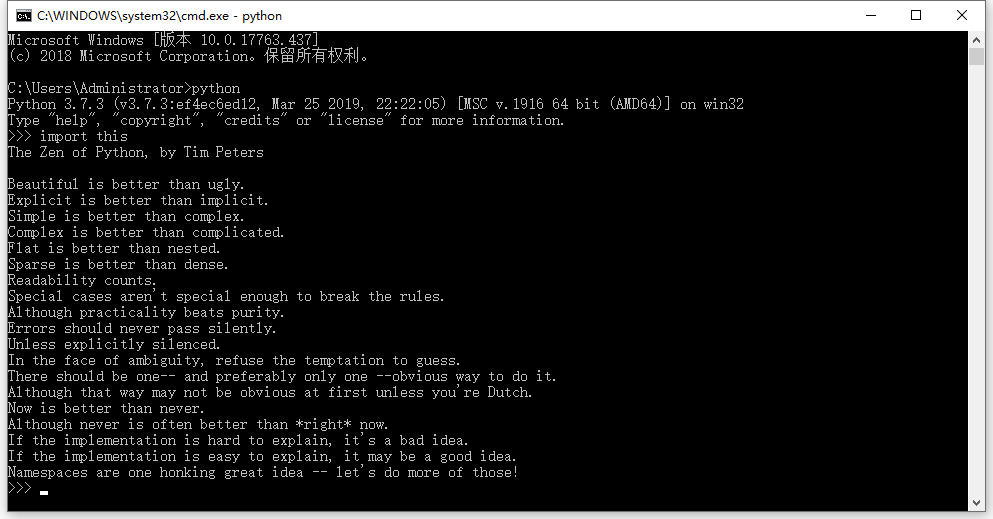 C:\WINDOWS\system32\cmd.exe - python
Microsoft Windows [版本 10.0.17763.437]
(c) 2018 Microsoft Corporation。保留所有权利。
C:\Users\Administrator>python
Python 3.7.3 (v3.7.3:ef4ec6ed12, Mar 25 2019, 22:22:05) [MSC v.1916 64 bit (AMD64)] on win32
Type "help", "copyright", "credits" or "license" for more information.
>>> import this
The Zen of Python, by Tim Peters
Beautiful is better than ugly.
Explicit is better than implicit.
Simple is better than complex.
Complex is better than complicated.
Flat is better than nested.
Sparse is better than dense.
Readability counts.
Special cases aren't special enough to break the rules.
Although practicality beats purity.
Errors should never pass silently.
Unless explicitly silenced.
In the face of ambiguity, refuse the temptation to guess.
There should be one-- and preferably only one --obvious way to do it.
Although that way may not be obvious at first unless you're Dutch.
Now is better than never.
Although never is often better than *right* now.
If the implementation is hard to explain, it's a bad idea.
If the implementation is easy to explain, it may be a good idea.
Namespaces are one honking great idea -- let's do more of those!
>>>